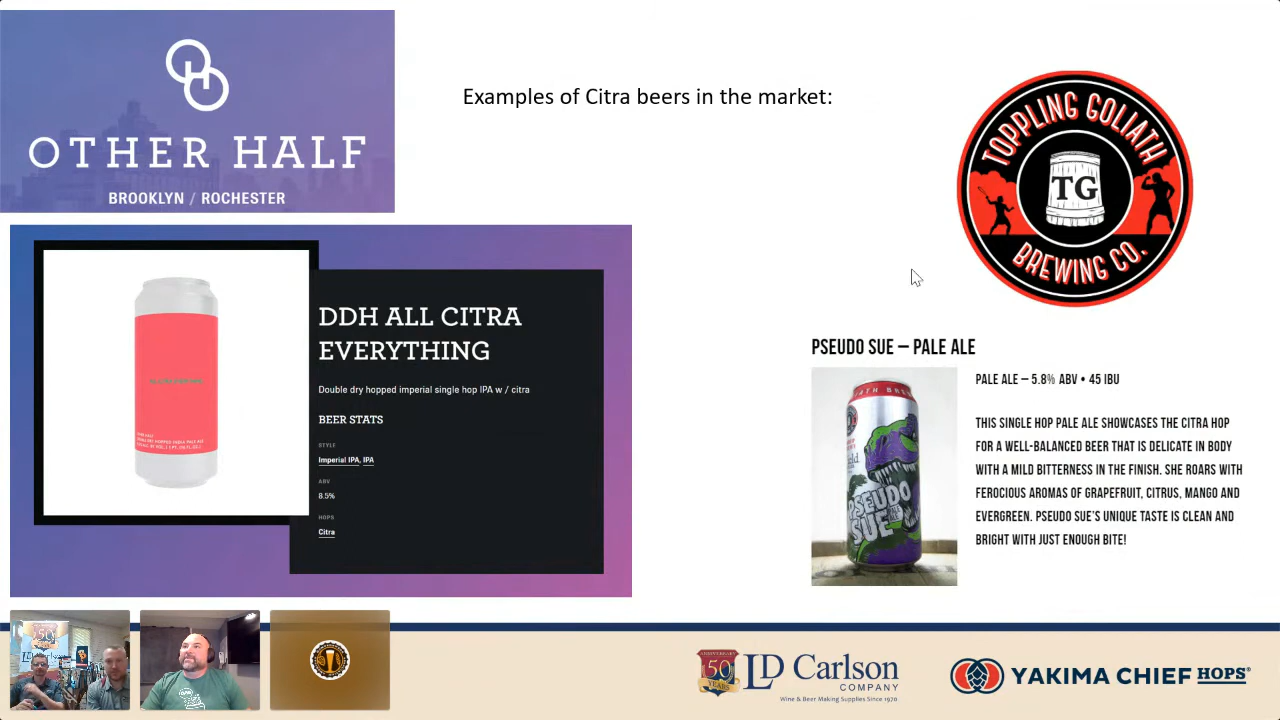 OTHER HALF
BROOKLYN / ROCHESTER
Examples of Citra beers in the market:
TOPPLING GOLIATH
TG
BREWING CO.
DDH ALL CITRA
EVERYTHING
Double dry hopped imperial single hop IPA w / citra
BEER STATS
STYLE
Imperial IPA, IPA
ABV
8.5%
HOPS
Citra
PSEUDO SUE – PALE ALE
PSEUDO
SUE
PALE ALE – 5.8% ABV • 45 IBU
THIS SINGLE HOP PALE ALE SHOWCASES THE CITRA HOP
FOR A WELL-BALANCED BEER THAT IS DELICATE IN BODY
WITH A MILD BITTERNESS IN THE FINISH. SHE ROARS WITH
FEROCIOUS AROMAS OF GRAPEFRUIT, CITRUS, MANGO AND
EVERGREEN. PSEUDO SUE'S UNIQUE TASTE IS CLEAN AND
BRIGHT WITH JUST ENOUGH BITE!
ANNIVERSARY
50
YEARS
LD Carlson
COMPANY
Wine & Beer Making Supplies Since 1970
YAKIMA CHIEF HOPS®